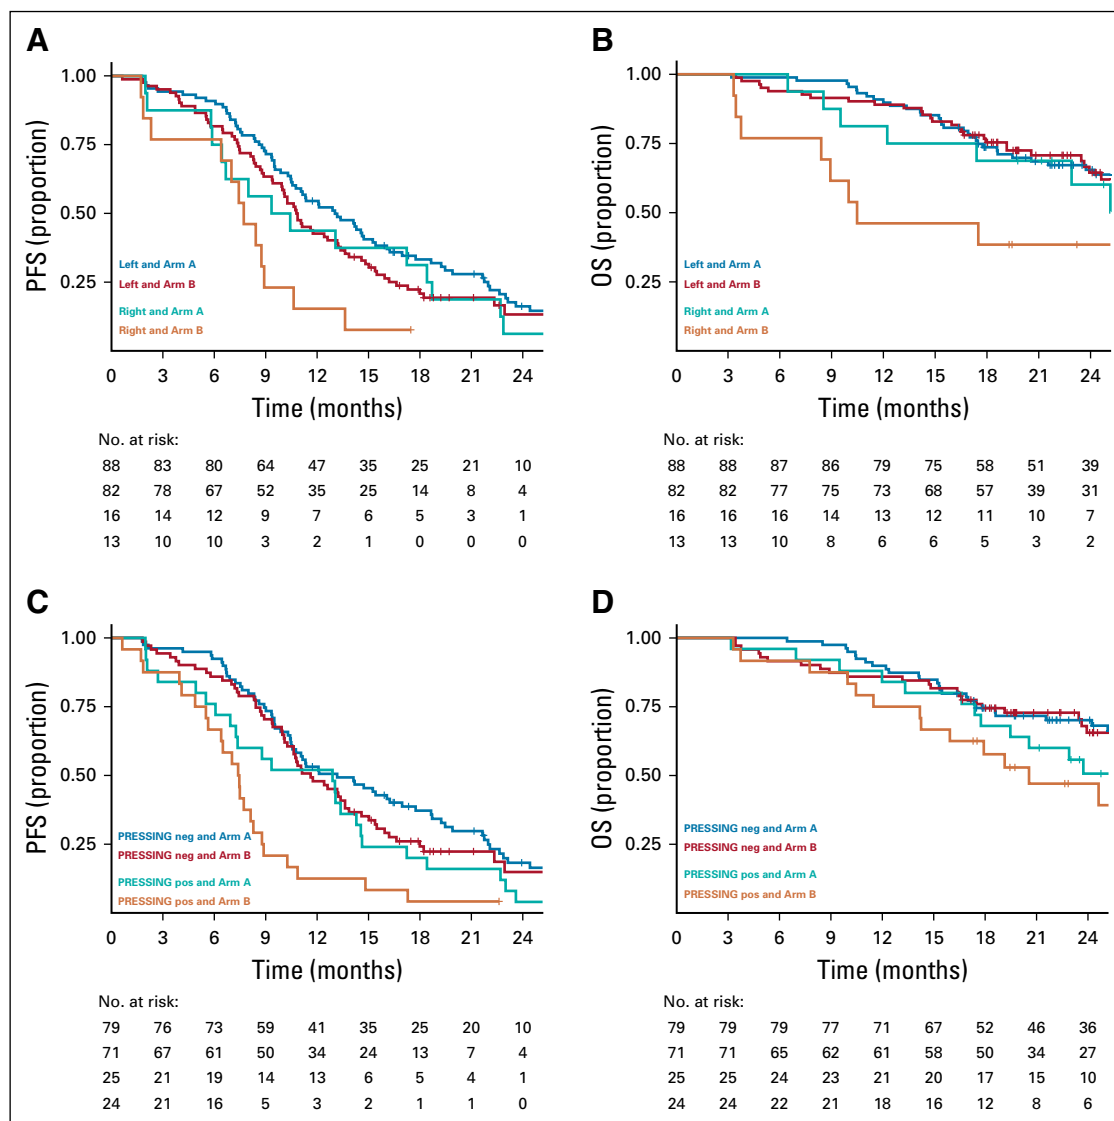 A
PFS (proportion)
1.00
0.75
0.50
0.25
Left and Arm A
Left and Arm B
Right and Arm A
Right and Arm B
0 3 6 9 12 15 18 21 24
Time (months)
No. at risk:
88 83 80 64 47 35 25 21 10
82 78 67 52 35 25 14 8 4
16 14 12 9 7 6 5 3 1
13 10 10 3 2 1 0 0 0
B
OS (proportion)
1.00
0.75
0.50
0.25
Left and Arm A
Left and Arm B
Right and Arm A
Right and Arm B
0 3 6 9 12 15 18 21 24
Time (months)
No. at risk:
88 88 87 86 79 75 58 51 39
82 82 77 75 73 68 57 39 31
16 16 16 14 13 12 11 10 7
13 13 10 8 6 6 5 3 2
C
PFS (proportion)
1.00
0.75
0.50
0.25
PRESSING neg and Arm A
PRESSING neg and Arm B
PRESSING pos and Arm A
PRESSING pos and Arm B
0 3 6 9 12 15 18 21 24
Time (months)
No. at risk:
79 76 73 59 41 35 25 20 10
71 67 61 50 34 24 13 7 4
25 21 19 14 13 6 5 4 1
24 21 16 5 3 2 1 1 0
D
OS (proportion)
1.00
0.75
0.50
0.25
PRESSING neg and Arm A
PRESSING neg and Arm B
PRESSING pos and Arm A
PRESSING pos and Arm B
0 3 6 9 12 15 18 21 24
Time (months)
No. at risk:
79 79 79 77 71 67 52 46 36
71 71 65 62 61 58 50 34 27
25 25 24 23 21 20 17 15 10
24 24 22 21 18 16 12 8 6